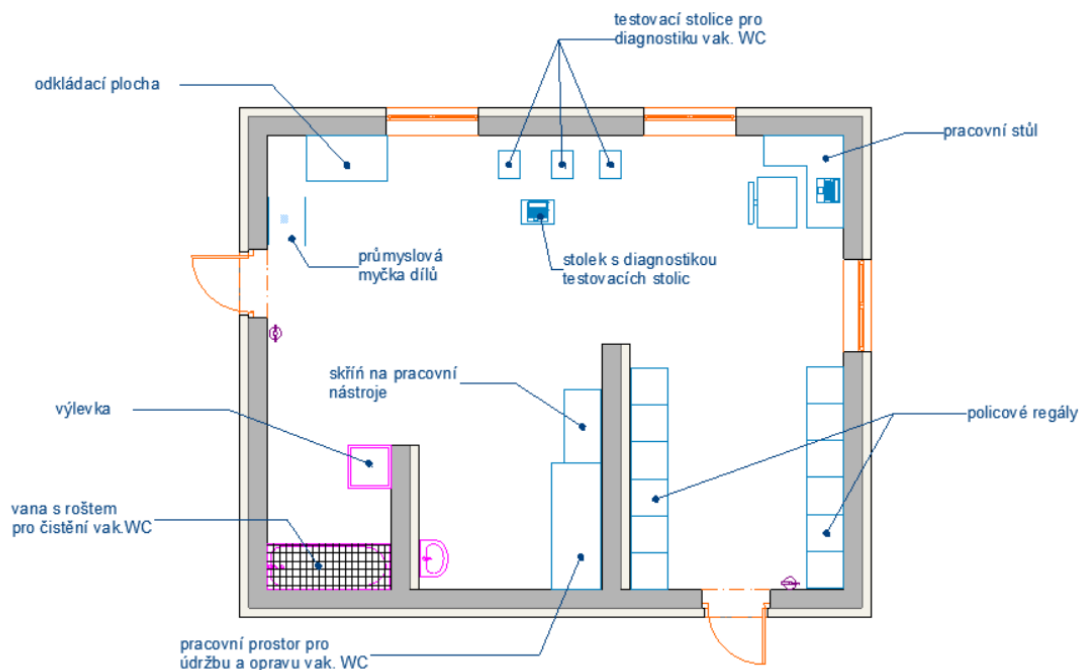 testovací stolice pro
diagnostiku vak. WC
odkládací plocha
pracovní stůl
průmyslová
myčka dílů
stolek s diagnostikou
testovacích stolic
skříň na pracovní
nástroje
výlevka
policové regály
vana s roštem
pro čistění vak.WC
pracovní prostor pro
údržbu a opravu vak. WC